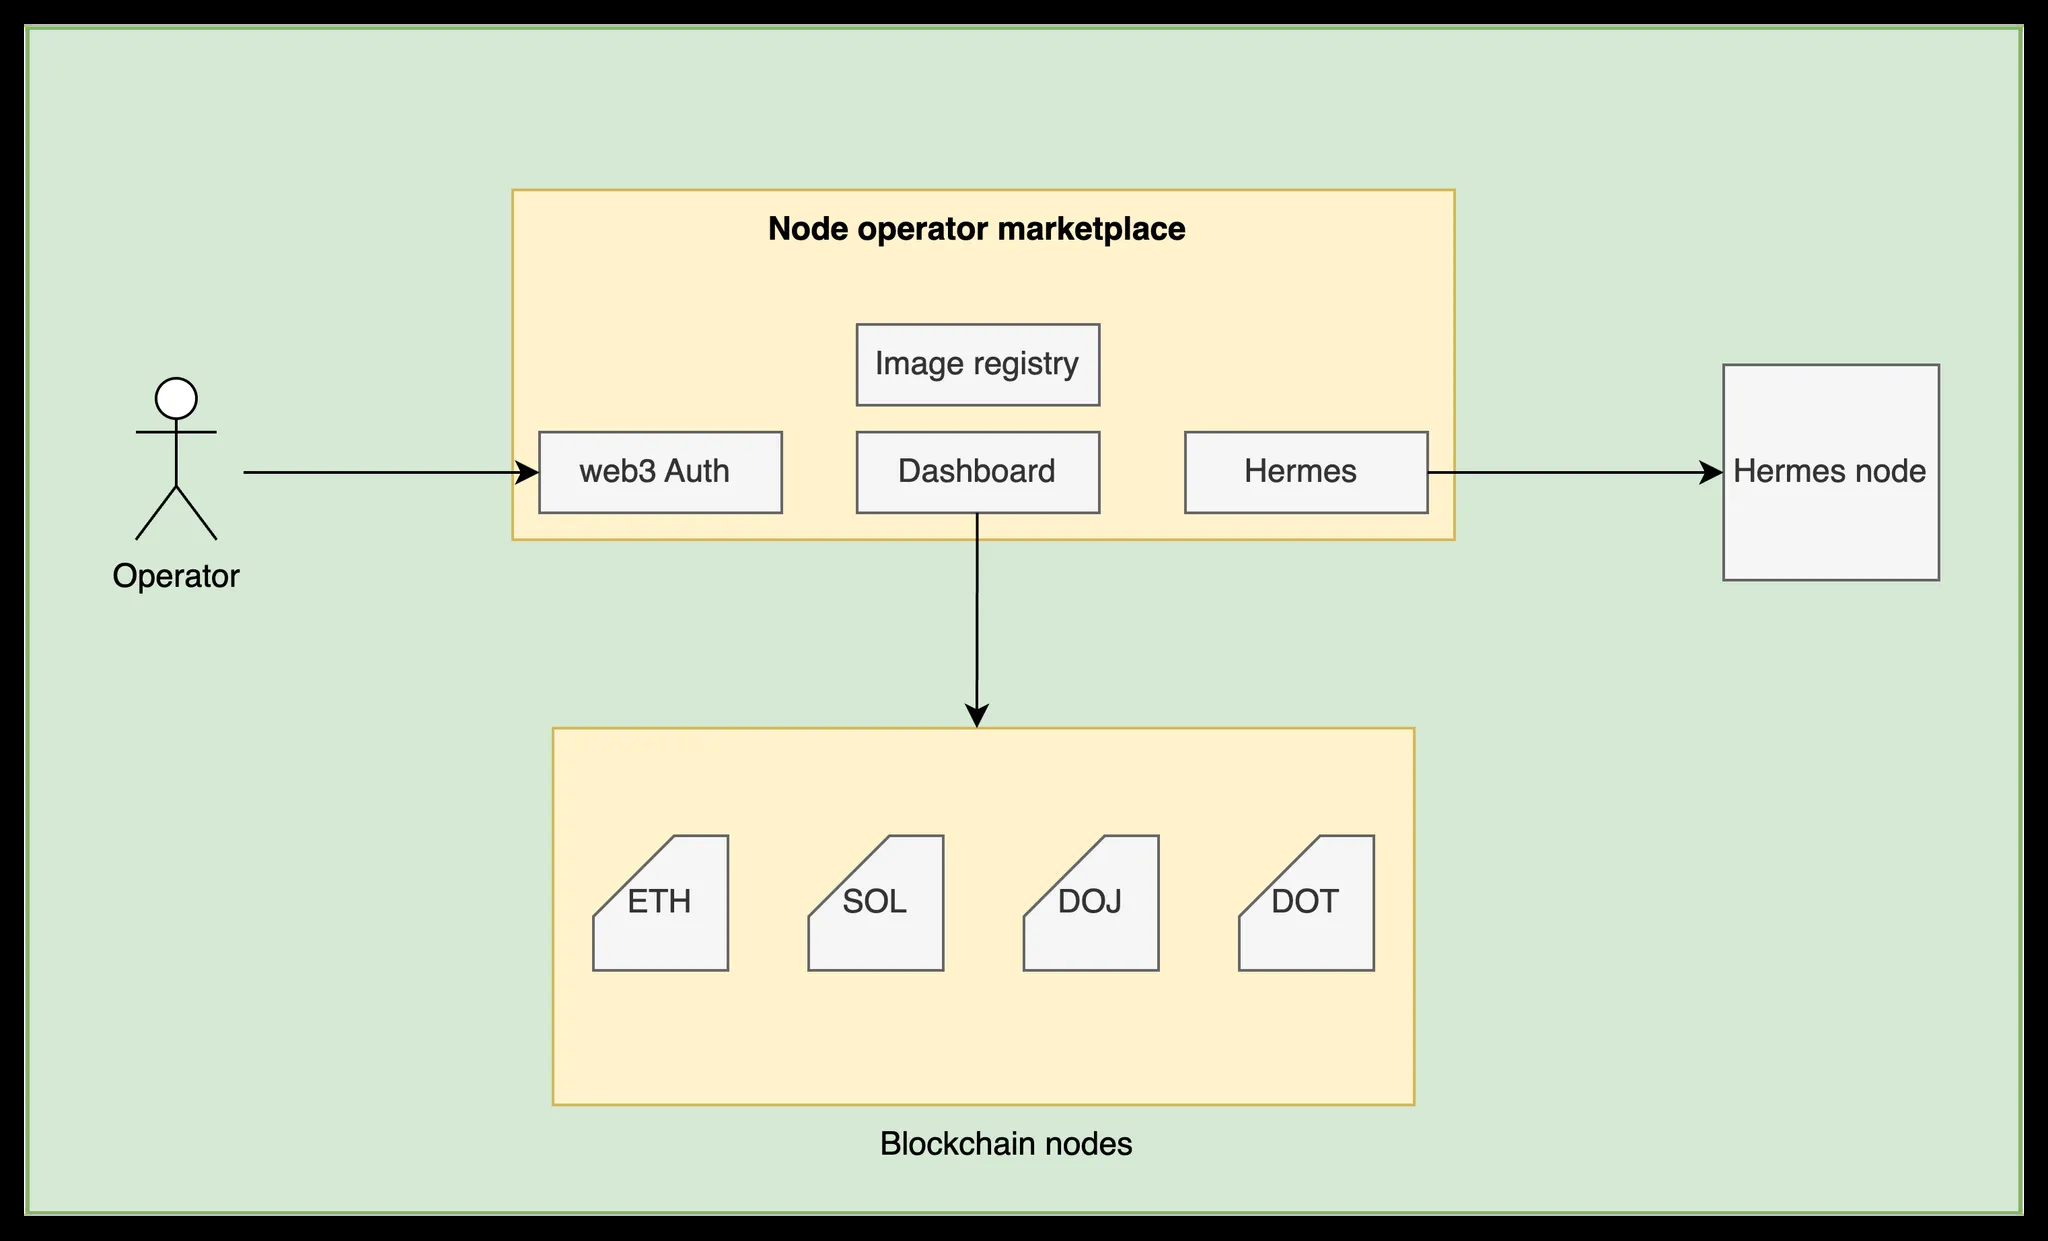 Node operator marketplace
Image registry
web3 Auth
Dashboard
Hermes
Hermes node
Operator
ETH
SOL
DOJ
DOT
Blockchain nodes